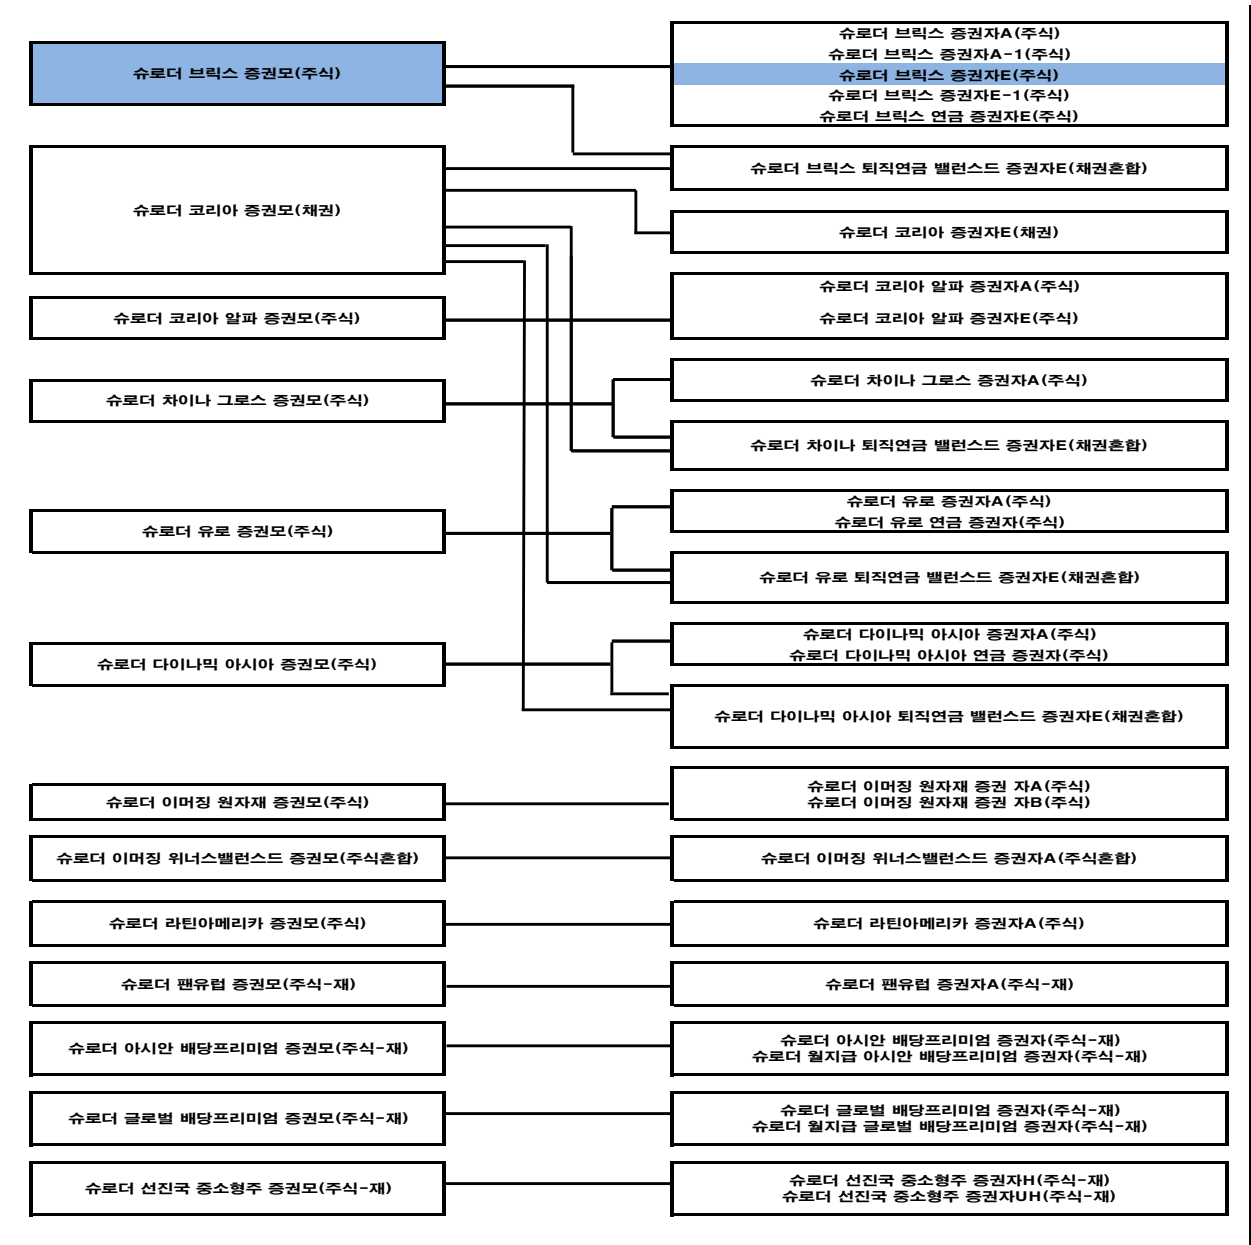 슈로더 브릭스 증권모(주식)
슈로더 브릭스 증권자A(주식)
슈로더 브릭스 증권자A-1(주식)
슈로더 브릭스 증권자E(주식)
슈로더 브릭스 증권자E-1(주식)
슈로더 브릭스 연금 증권자E(주식)
슈로더 브릭스 퇴직연금 밸런스드 증권자E(채권혼합)
슈로더 코리아 증권모(채권)
슈로더 코리아 증권자E(채권)
슈로더 코리아 알파 증권모(주식)
슈로더 코리아 알파 증권자A(주식)
슈로더 코리아 알파 증권자E(주식)
슈로더 차이나 그로스 증권모(주식)
슈로더 차이나 그로스 증권자A(주식)
슈로더 차이나 퇴직연금 밸런스드 증권자E(채권혼합)
슈로더 유로 증권모(주식)
슈로더 유로 증권자A(주식)
슈로더 유로 연금 증권자(주식)
슈로더 유로 퇴직연금 밸런스드 증권자E(채권혼합)
슈로더 다이나믹 아시아 증권모(주식)
슈로더 다이나믹 아시아 증권자A(주식)
슈로더 다이나믹 아시아 연금 증권자(주식)
슈로더 다이나믹 아시아 퇴직연금 밸런스드 증권자E(채권혼합)
슈로더 이머징 원자재 증권모(주식)
슈로더 이머징 원자재 증권 자A(주식)
슈로더 이머징 원자재 증권 자B(주식)
슈로더 이머징 위너스밸런스드 증권모(주식혼합)
슈로더 이머징 위너스밸런스드 증권자A(주식혼합)
슈로더 라틴아메리카 증권모(주식)
슈로더 라틴아메리카 증권자A(주식)
슈로더 팬유럽 증권모(주식-재)
슈로더 팬유럽 증권자A(주식-재)
슈로더 아시안 배당프리미엄 증권모(주식-재)
슈로더 아시안 배당프리미엄 증권자(주식-재)
슈로더 월지급 아시안 배당프리미엄 증권자(주식-재)
슈로더 글로벌 배당프리미엄 증권모(주식-재)
슈로더 글로벌 배당프리미엄 증권자(주식-재)
슈로더 월지급 글로벌 배당프리미엄 증권자(주식-재)
슈로더 선진국 중소형주 증권모(주식-재)
슈로더 선진국 중소형주 증권자H(주식-재)
슈로더 선진국 중소형주 증권자UH(주식-재)